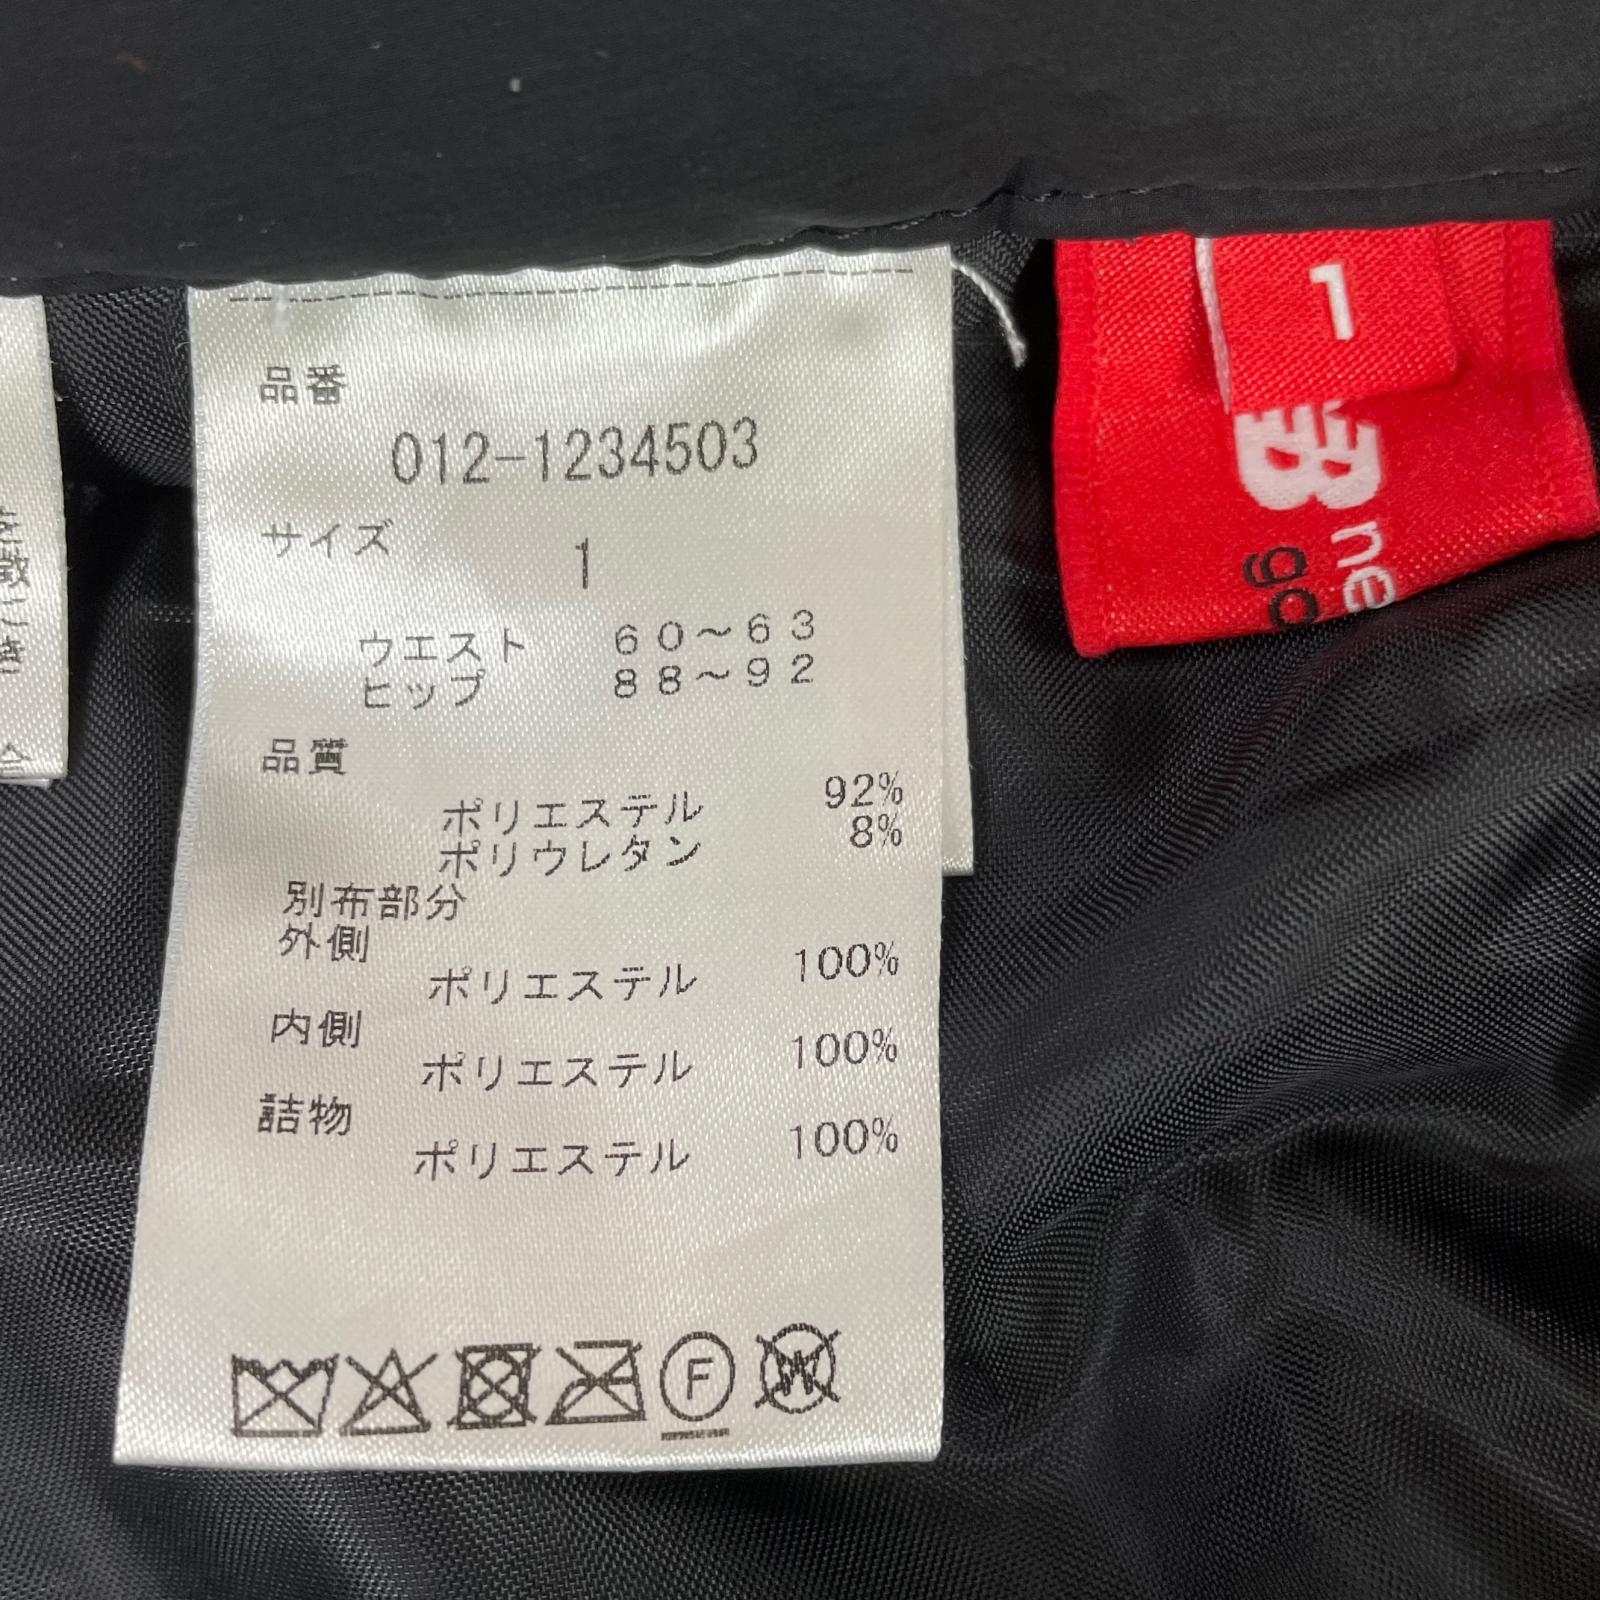 品番
012-1234503
サイズ
1
ウエスト 60～63
ヒップ 88～92
品質
ポリエステル 92%
ポリウレタン 8%
別布部分
外側
ポリエステル 100%
内側
ポリエステル 100%
詰物
ポリエステル 100%
F
W
1
ne
go